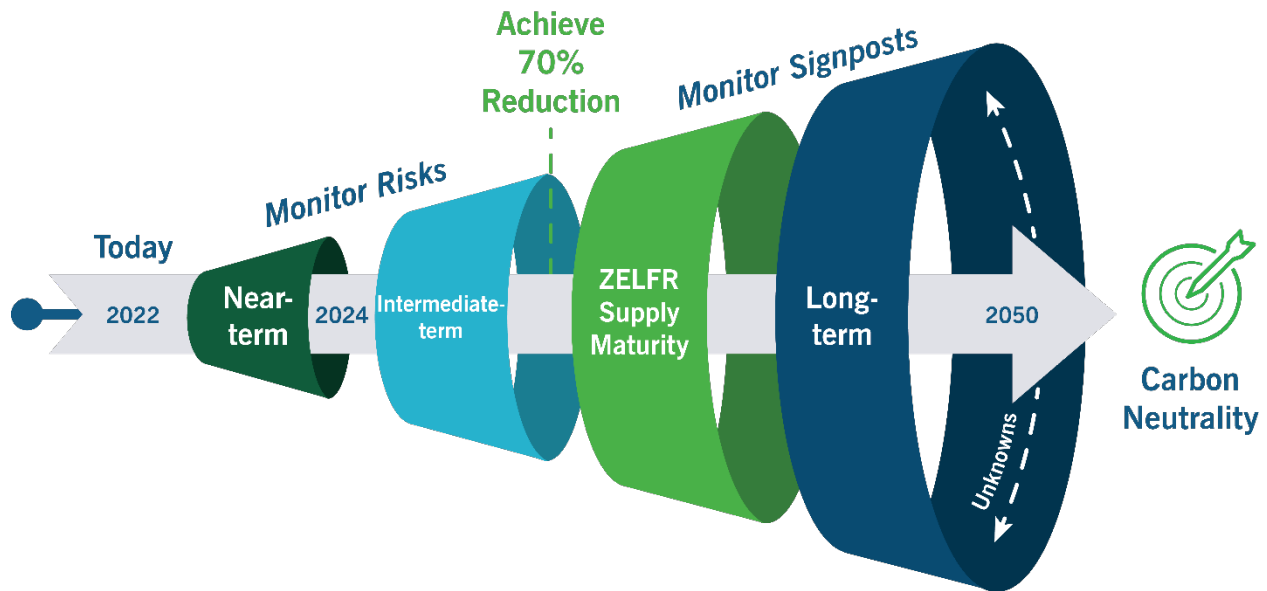 Achieve
70%
Reduction
Monitor Signposts
Monitor Risks
Today
2022
Near-
term
2024
Intermediate-
term
ZELFR
Supply
Maturity
Long-
term
2050
Unknowns
Carbon
Neutrality